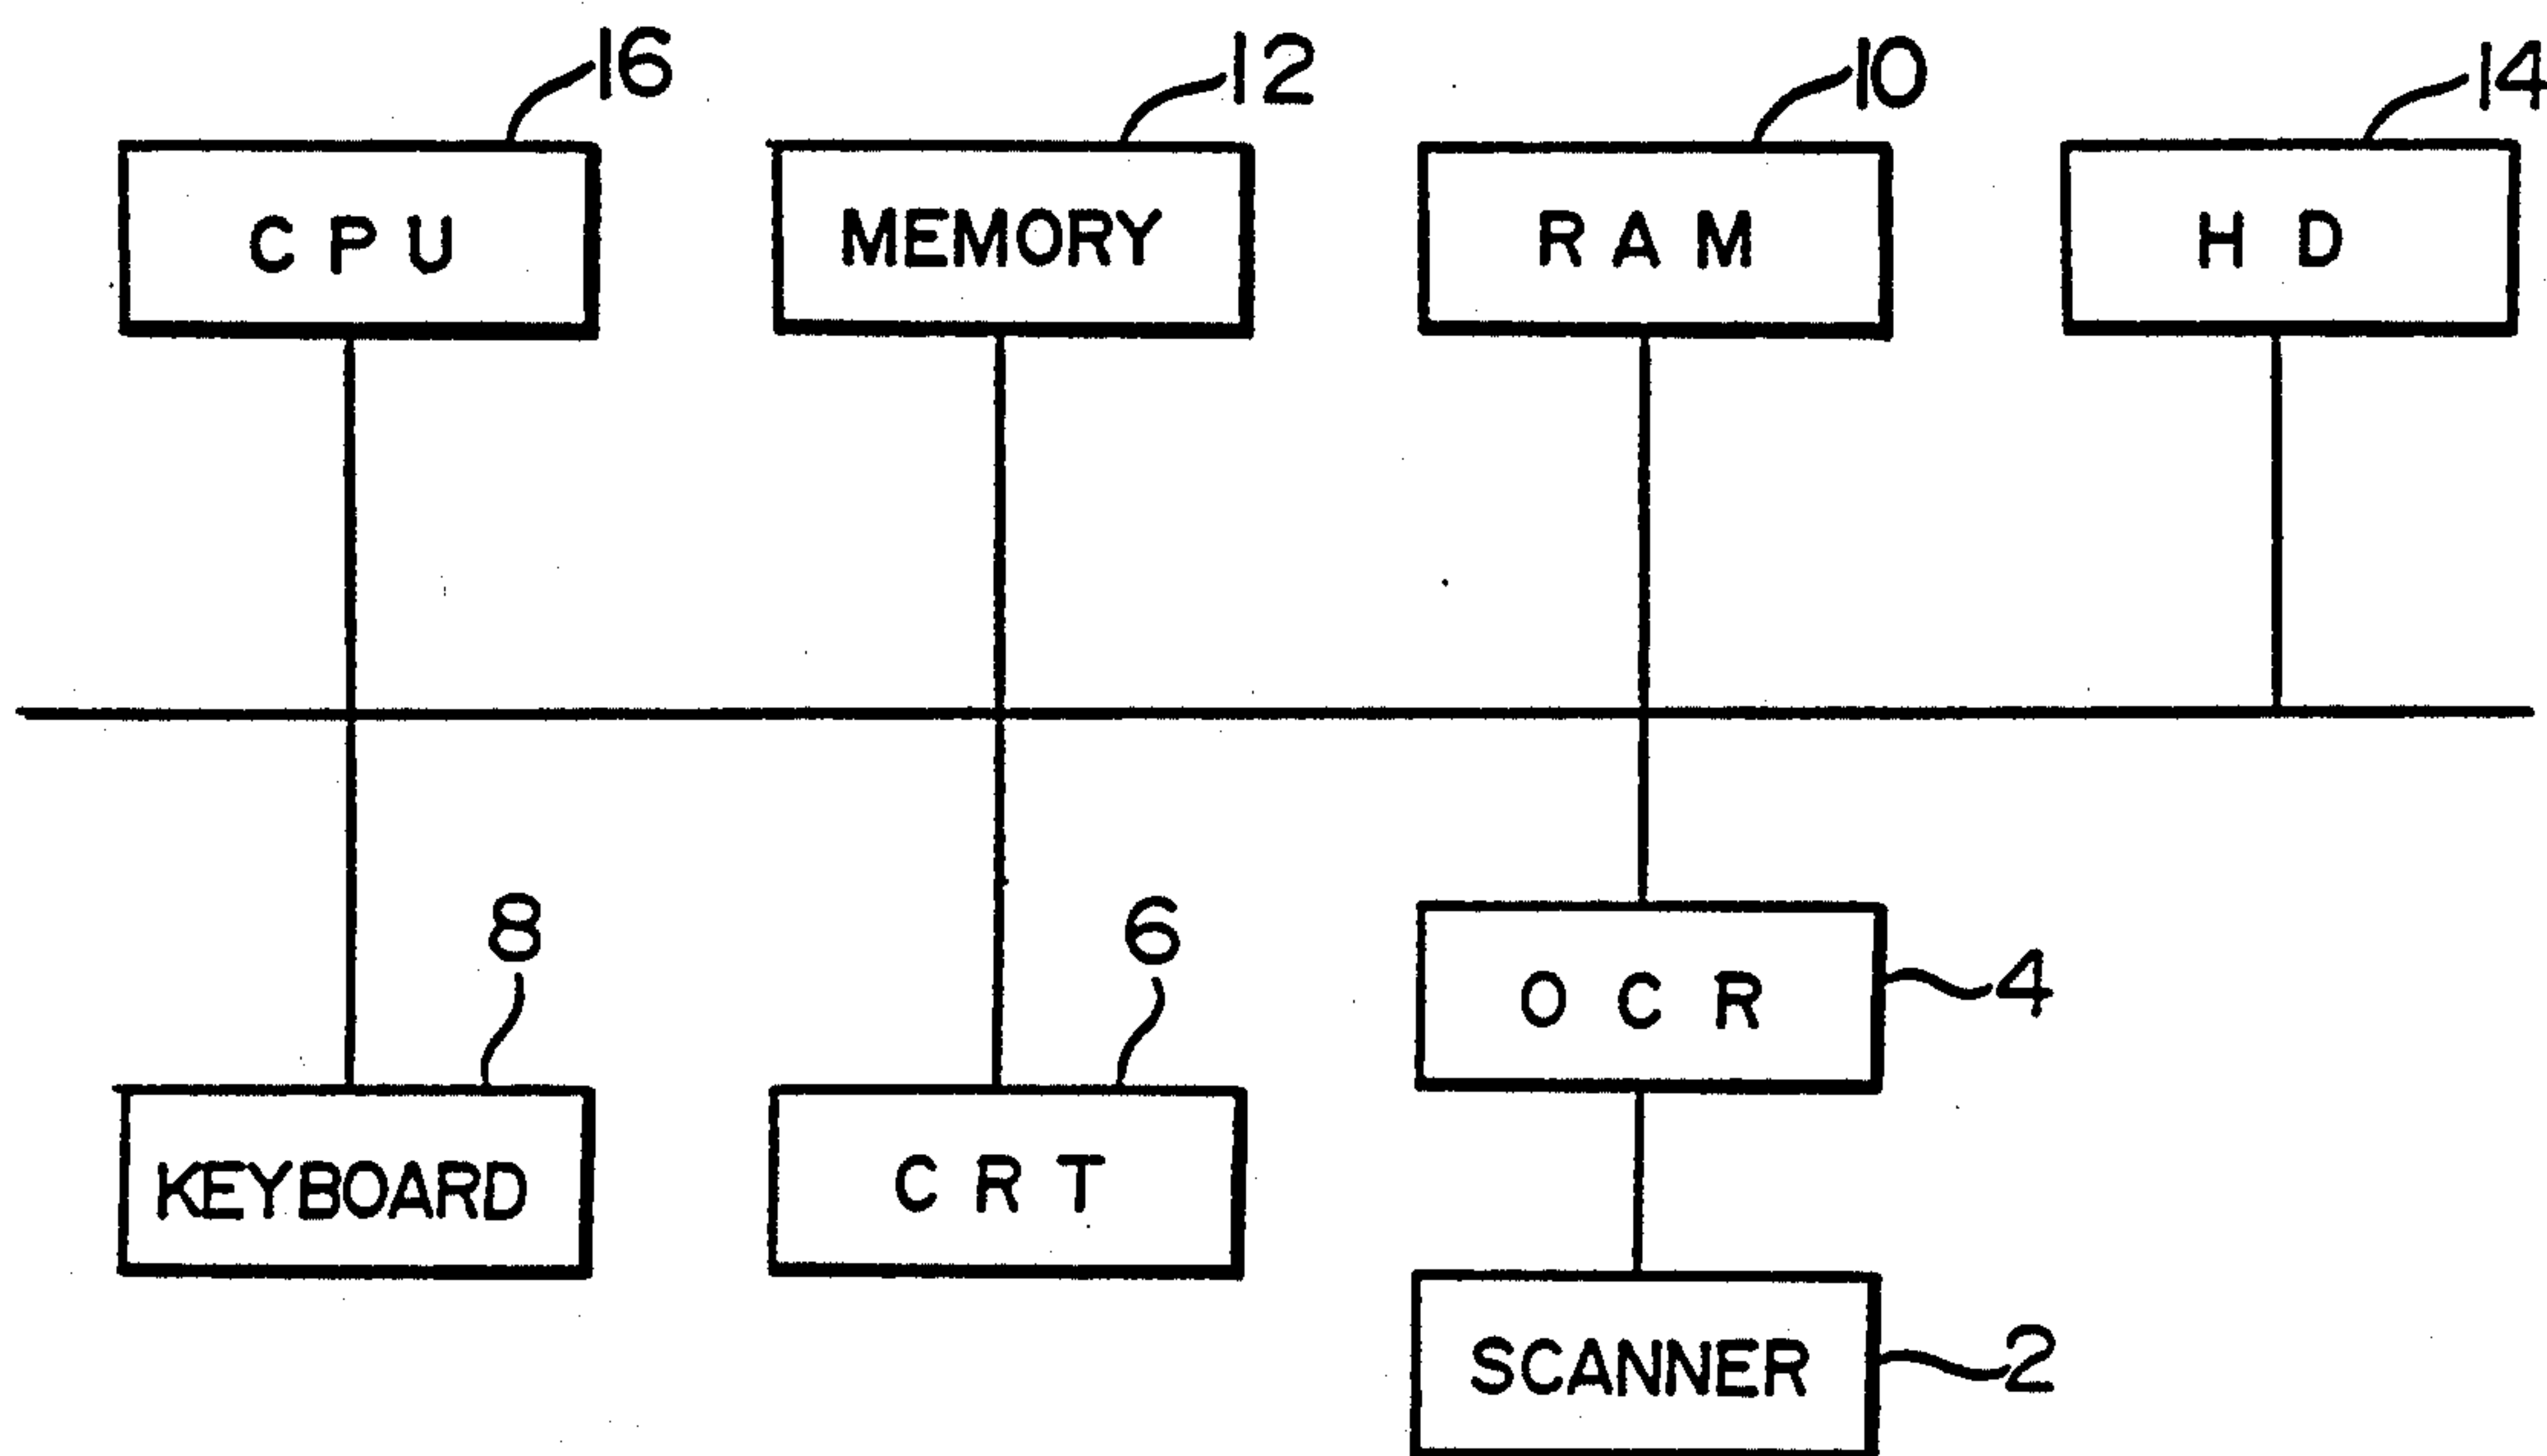 16 12 10 14
CPU MEMORY RAM HD
8 6
OCR 4
KEYBOARD CRT
SCANNER 2